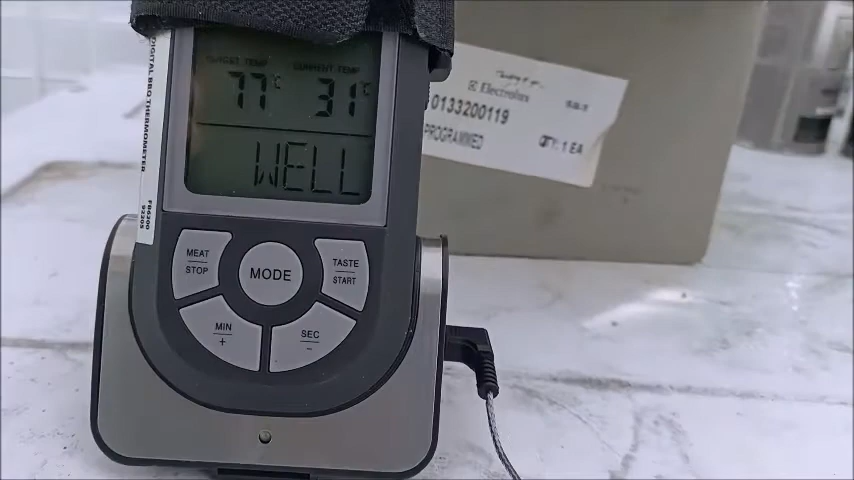 TARGET TEMP CURRENT TEMP
77°C 31°C
WELL
DIGITAL BBQ THERMOMETER
MEAT
STOP
MODE
TASTE
START
MIN
+
SEC
-
Electrolux
0133200119
PROGRAMMED
QTY: 1 EA